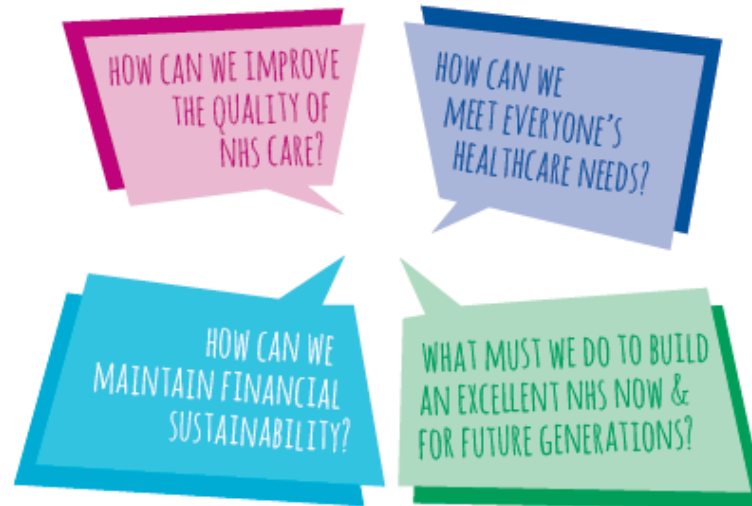 HOW CAN WE IMPROVE
THE QUALITY OF
NHS CARE?
HOW CAN WE
MEET EVERYONE'S
HEALTHCARE NEEDS?
HOW CAN WE
MAINTAIN FINANCIAL
SUSTAINABILITY?
WHAT MUST WE DO TO BUILD
AN EXCELLENT NHS NOW &
FOR FUTURE GENERATIONS?